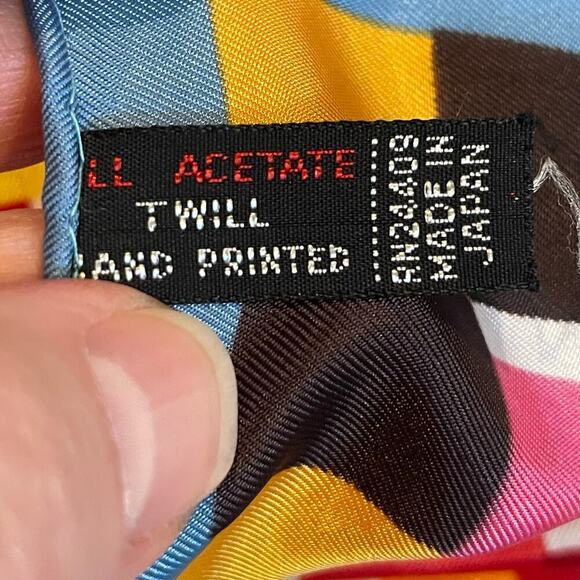 LL ACETATE
TWILL
AND PRINTED
RN24409
MADE IN
JAPAN